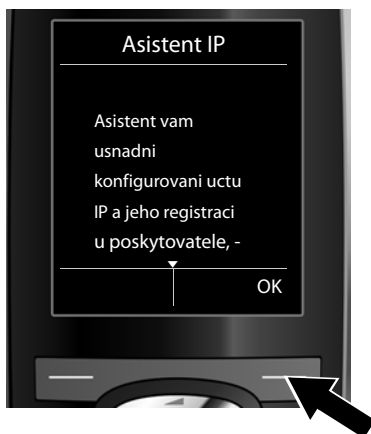 Asistent IP
Asistent vam
usnadni
konfigurovani uctu
IP a jeho registraci
u poskytovatele, -
OK